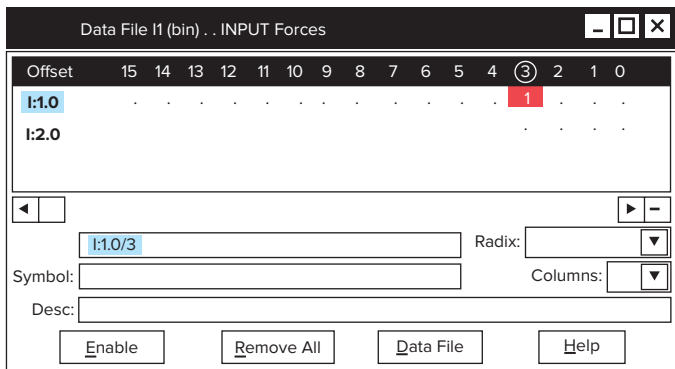 Data File I1 (bin) . . INPUT Forces
Offset 15 14 13 12 11 10 9 8 7 6 5 4 3 2 1 0
I:1.0 . . . . . . . . . . . . 1 . . .
I:2.0 . . . .
I:1.0/3 Radix:
Symbol: Columns:
Desc:
Enable Remove All Data File Help